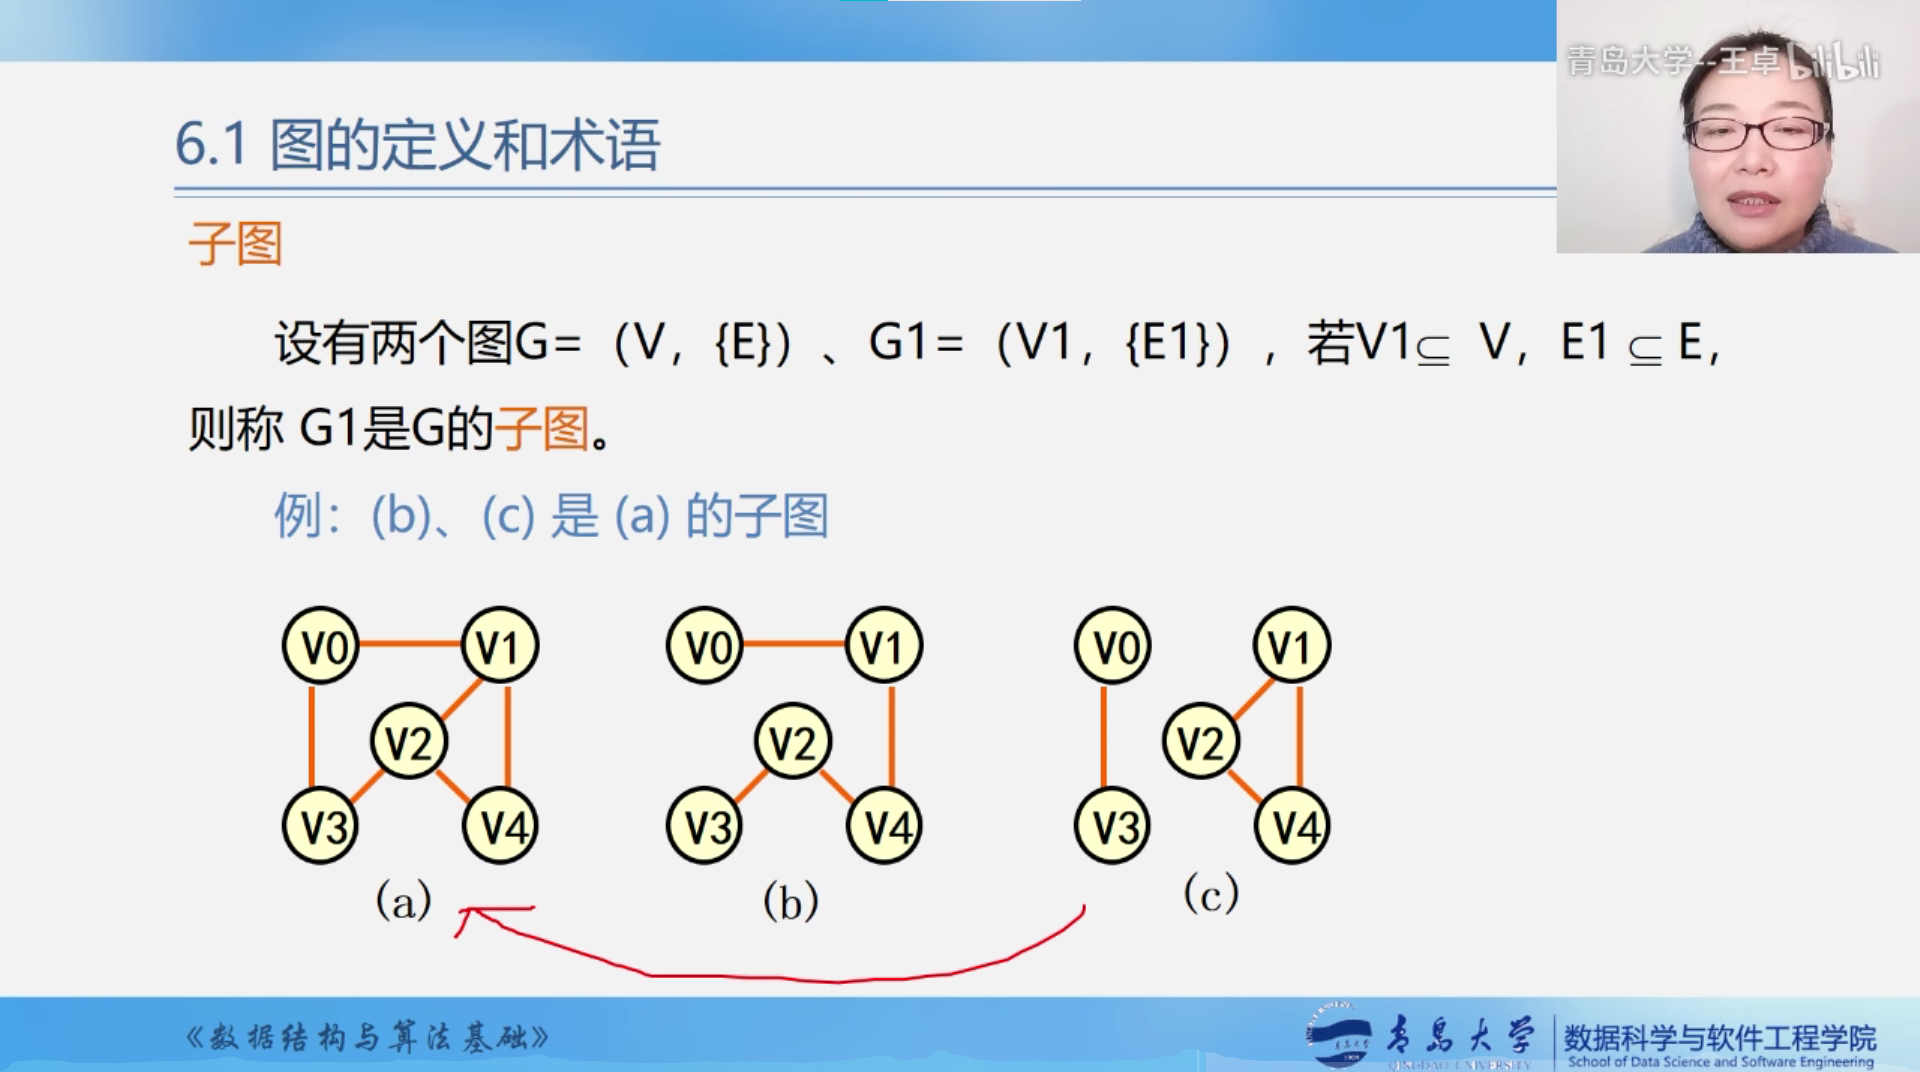 青岛大学--王卓 bilibili
6.1 图的定义和术语
子图
设有两个图G=（V，{E}）、G1=（V1，{E1}），若V1⊆ V，E1 ⊆ E，
则称 G1是G的子图。
例：(b)、(c) 是 (a) 的子图
V0 V1 V0 V1 V0 V1
V2 V2 V2
V3 V4 V3 V4 V3 V4
(a) (b) (c)
《数据结构与算法基础》
青岛大学 数据科学与软件工程学院
QINGDAO UNIVERSITY School of Data Science and Software Engineering